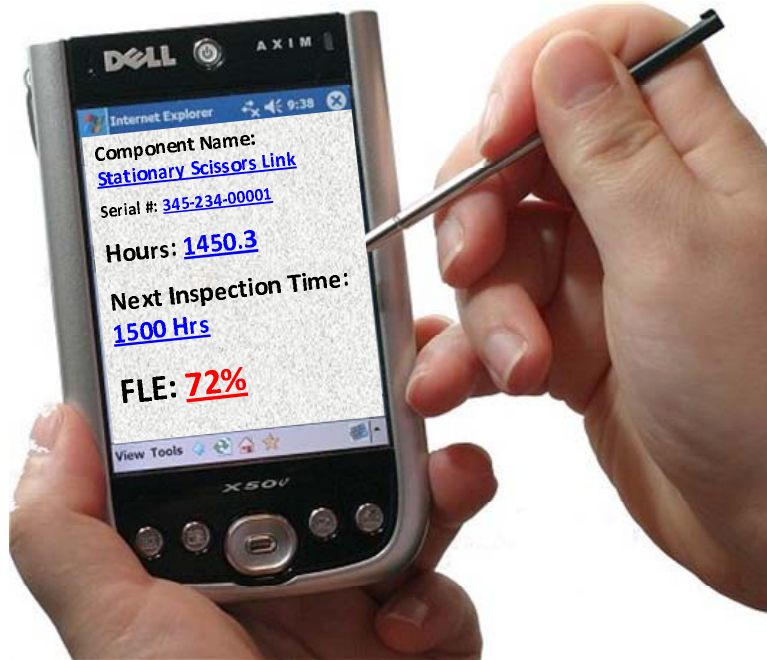 DELL
AXIM
Internet Explorer 9:38
Component Name:
Stationary Scissors Link
Serial #: 345-234-00001
Hours: 1450.3
Next Inspection Time:
1500 Hrs
FLE: 72%
View Tools
X50v